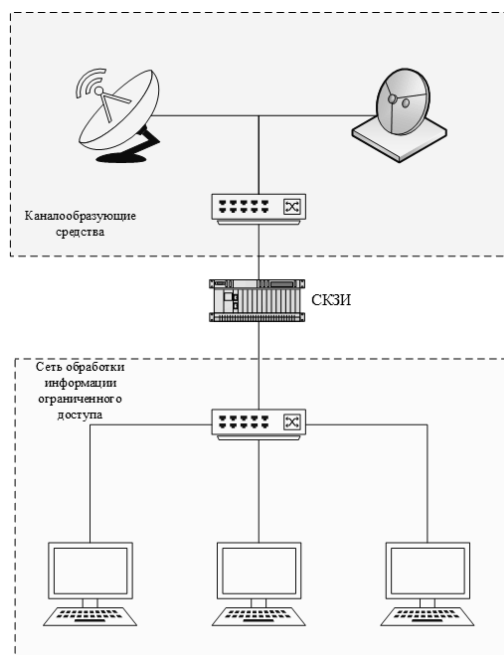 Каналообразующие
средства
СКЗИ
Сеть обработки
информации
ограниченного
доступа